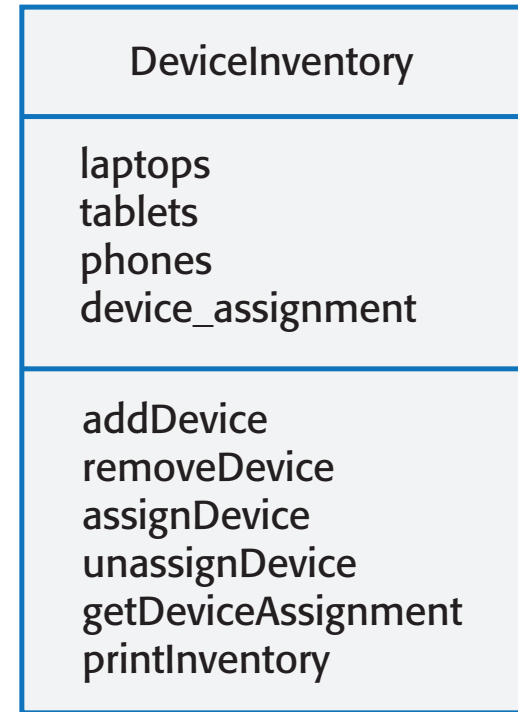 DeviceInventory
laptops
tablets
phones
device_assignment
addDevice
removeDevice
assignDevice
unassignDevice
getDeviceAssignment
printInventory